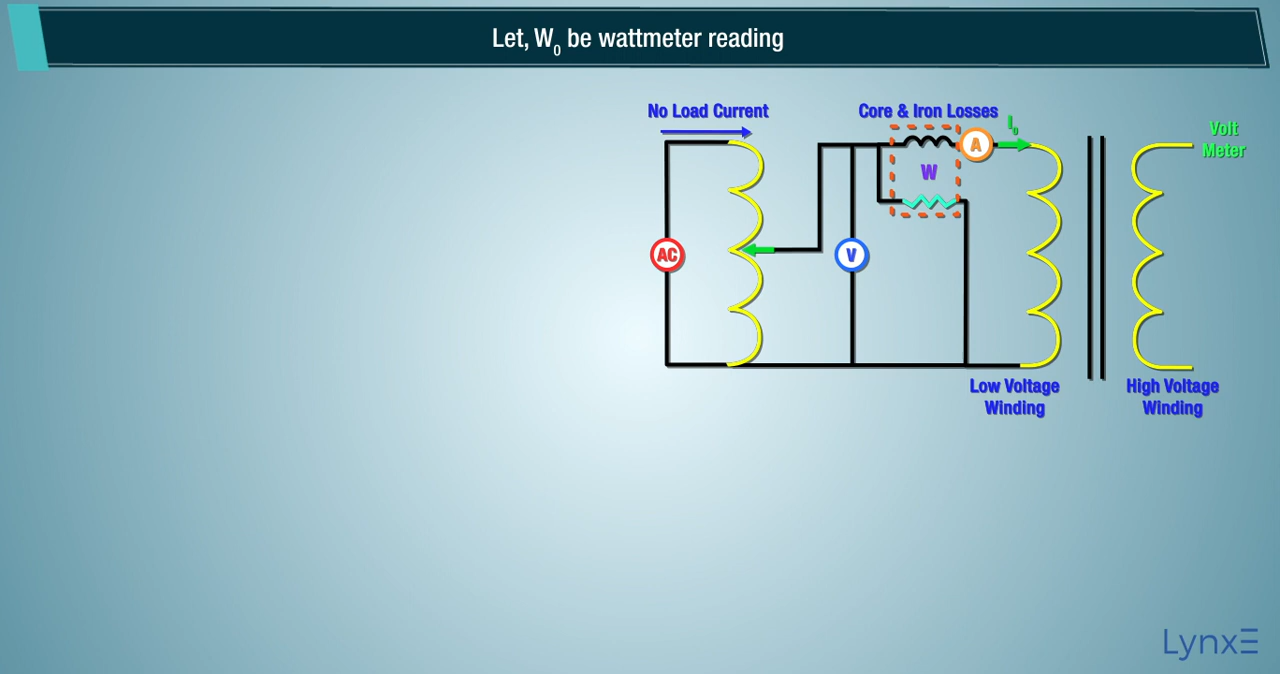 Let, W₀ be wattmeter reading
No Load Current
Core & Iron Losses
I₀
Volt
Meter
A
W
AC
V
Low Voltage
Winding
High Voltage
Winding
LynxE